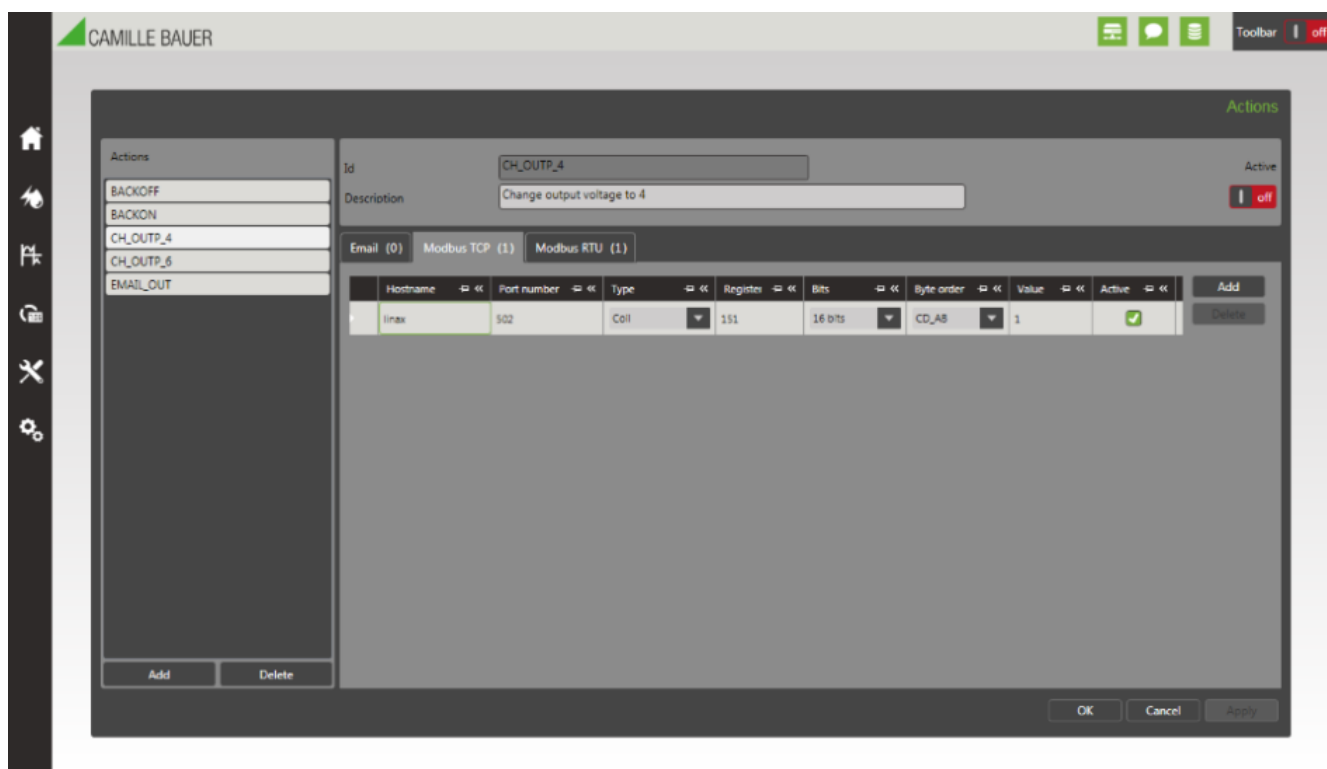 CAMILLE BAUER
Toolbar off
Actions
Actions
BACKOFF
BACKON
CH_OUTP_4
CH_OUTP_6
EMAIL_OUT
Add Delete
Id CH_OUTP_4 Active
Description Change output voltage to 4 off
Email (0) Modbus TCP (1) Modbus RTU (1)
Hostname Port number Type Register Bits Byte order Value Active Add
linax 502 Coil 151 16 bits CD_AB 1 Delete
OK Cancel Apply